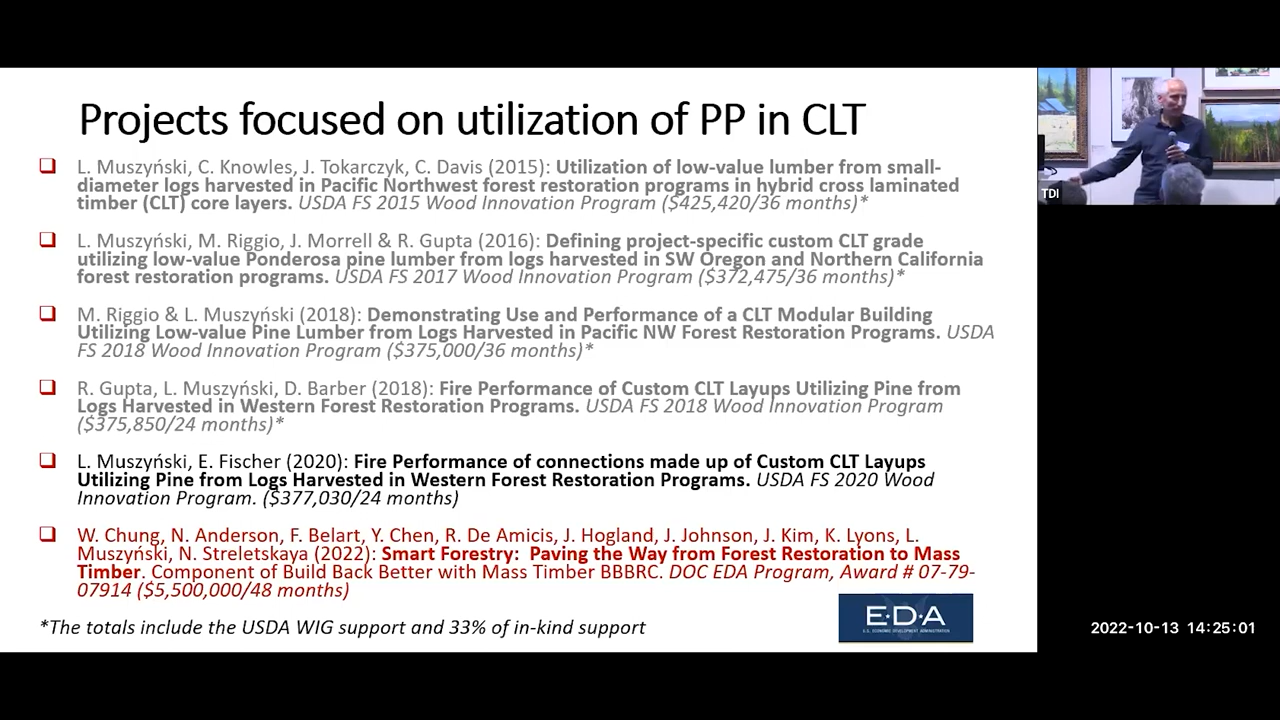 Projects focused on utilization of PP in CLT
L. Muszyński, C. Knowles, J. Tokarczyk, C. Davis (2015): Utilization of low-value lumber from small-
diameter logs harvested in Pacific Northwest forest restoration programs in hybrid cross laminated
timber (CLT) core layers. USDA FS 2015 Wood Innovation Program ($425,420/36 months)*
L. Muszyński, M. Riggio, J. Morrell & R. Gupta (2016): Defining project-specific custom CLT grade
utilizing low-value Ponderosa pine lumber from logs harvested in SW Oregon and Northern California
forest restoration programs. USDA FS 2017 Wood Innovation Program ($372,475/36 months)*
M. Riggio & L. Muszyński (2018): Demonstrating Use and Performance of a CLT Modular Building
Utilizing Low-value Pine Lumber from Logs Harvested in Pacific NW Forest Restoration Programs. USDA
FS 2018 Wood Innovation Program ($375,000/36 months)*
R. Gupta, L. Muszyński, D. Barber (2018): Fire Performance of Custom CLT Layups Utilizing Pine from
Logs Harvested in Western Forest Restoration Programs. USDA FS 2018 Wood Innovation Program
($375,850/24 months)*
L. Muszyński, E. Fischer (2020): Fire Performance of connections made up of Custom CLT Layups
Utilizing Pine from Logs Harvested in Western Forest Restoration Programs. USDA FS 2020 Wood
Innovation Program. ($377,030/24 months)
W. Chung, N. Anderson, F. Belart, Y. Chen, R. De Amicis, J. Hogland, J. Johnson, J. Kim, K. Lyons, L.
Muszyński, N. Streletskaya (2022): Smart Forestry: Paving the Way from Forest Restoration to Mass
Timber. Component of Build Back Better with Mass Timber BBBRC. DOC EDA Program, Award # 07-79-
07914 ($5,500,000/48 months)
*The totals include the USDA WIG support and 33% of in-kind support
E·D·A
U.S. ECONOMIC DEVELOPMENT ADMINISTRATION
TDI
2022-10-13 14:25:01